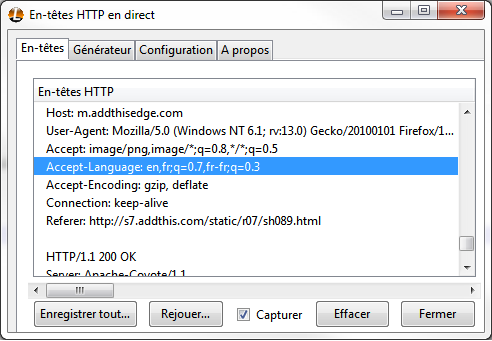 En-têtes HTTP en direct
En-têtes Générateur Configuration A propos
En-têtes HTTP
Host: m.addthisedge.com
User-Agent: Mozilla/5.0 (Windows NT 6.1; rv:13.0) Gecko/20100101 Firefox/1...
Accept: image/png,image/*;q=0.8,*/*;q=0.5
Accept-Language: en,fr;q=0.7,fr-fr;q=0.3
Accept-Encoding: gzip, deflate
Connection: keep-alive
Referer: http://s7.addthis.com/static/r07/sh089.html
HTTP/1.1 200 OK
Server: Apache-Coyote/1.1
Enregistrer tout... Rejouer... Capturer Effacer Fermer